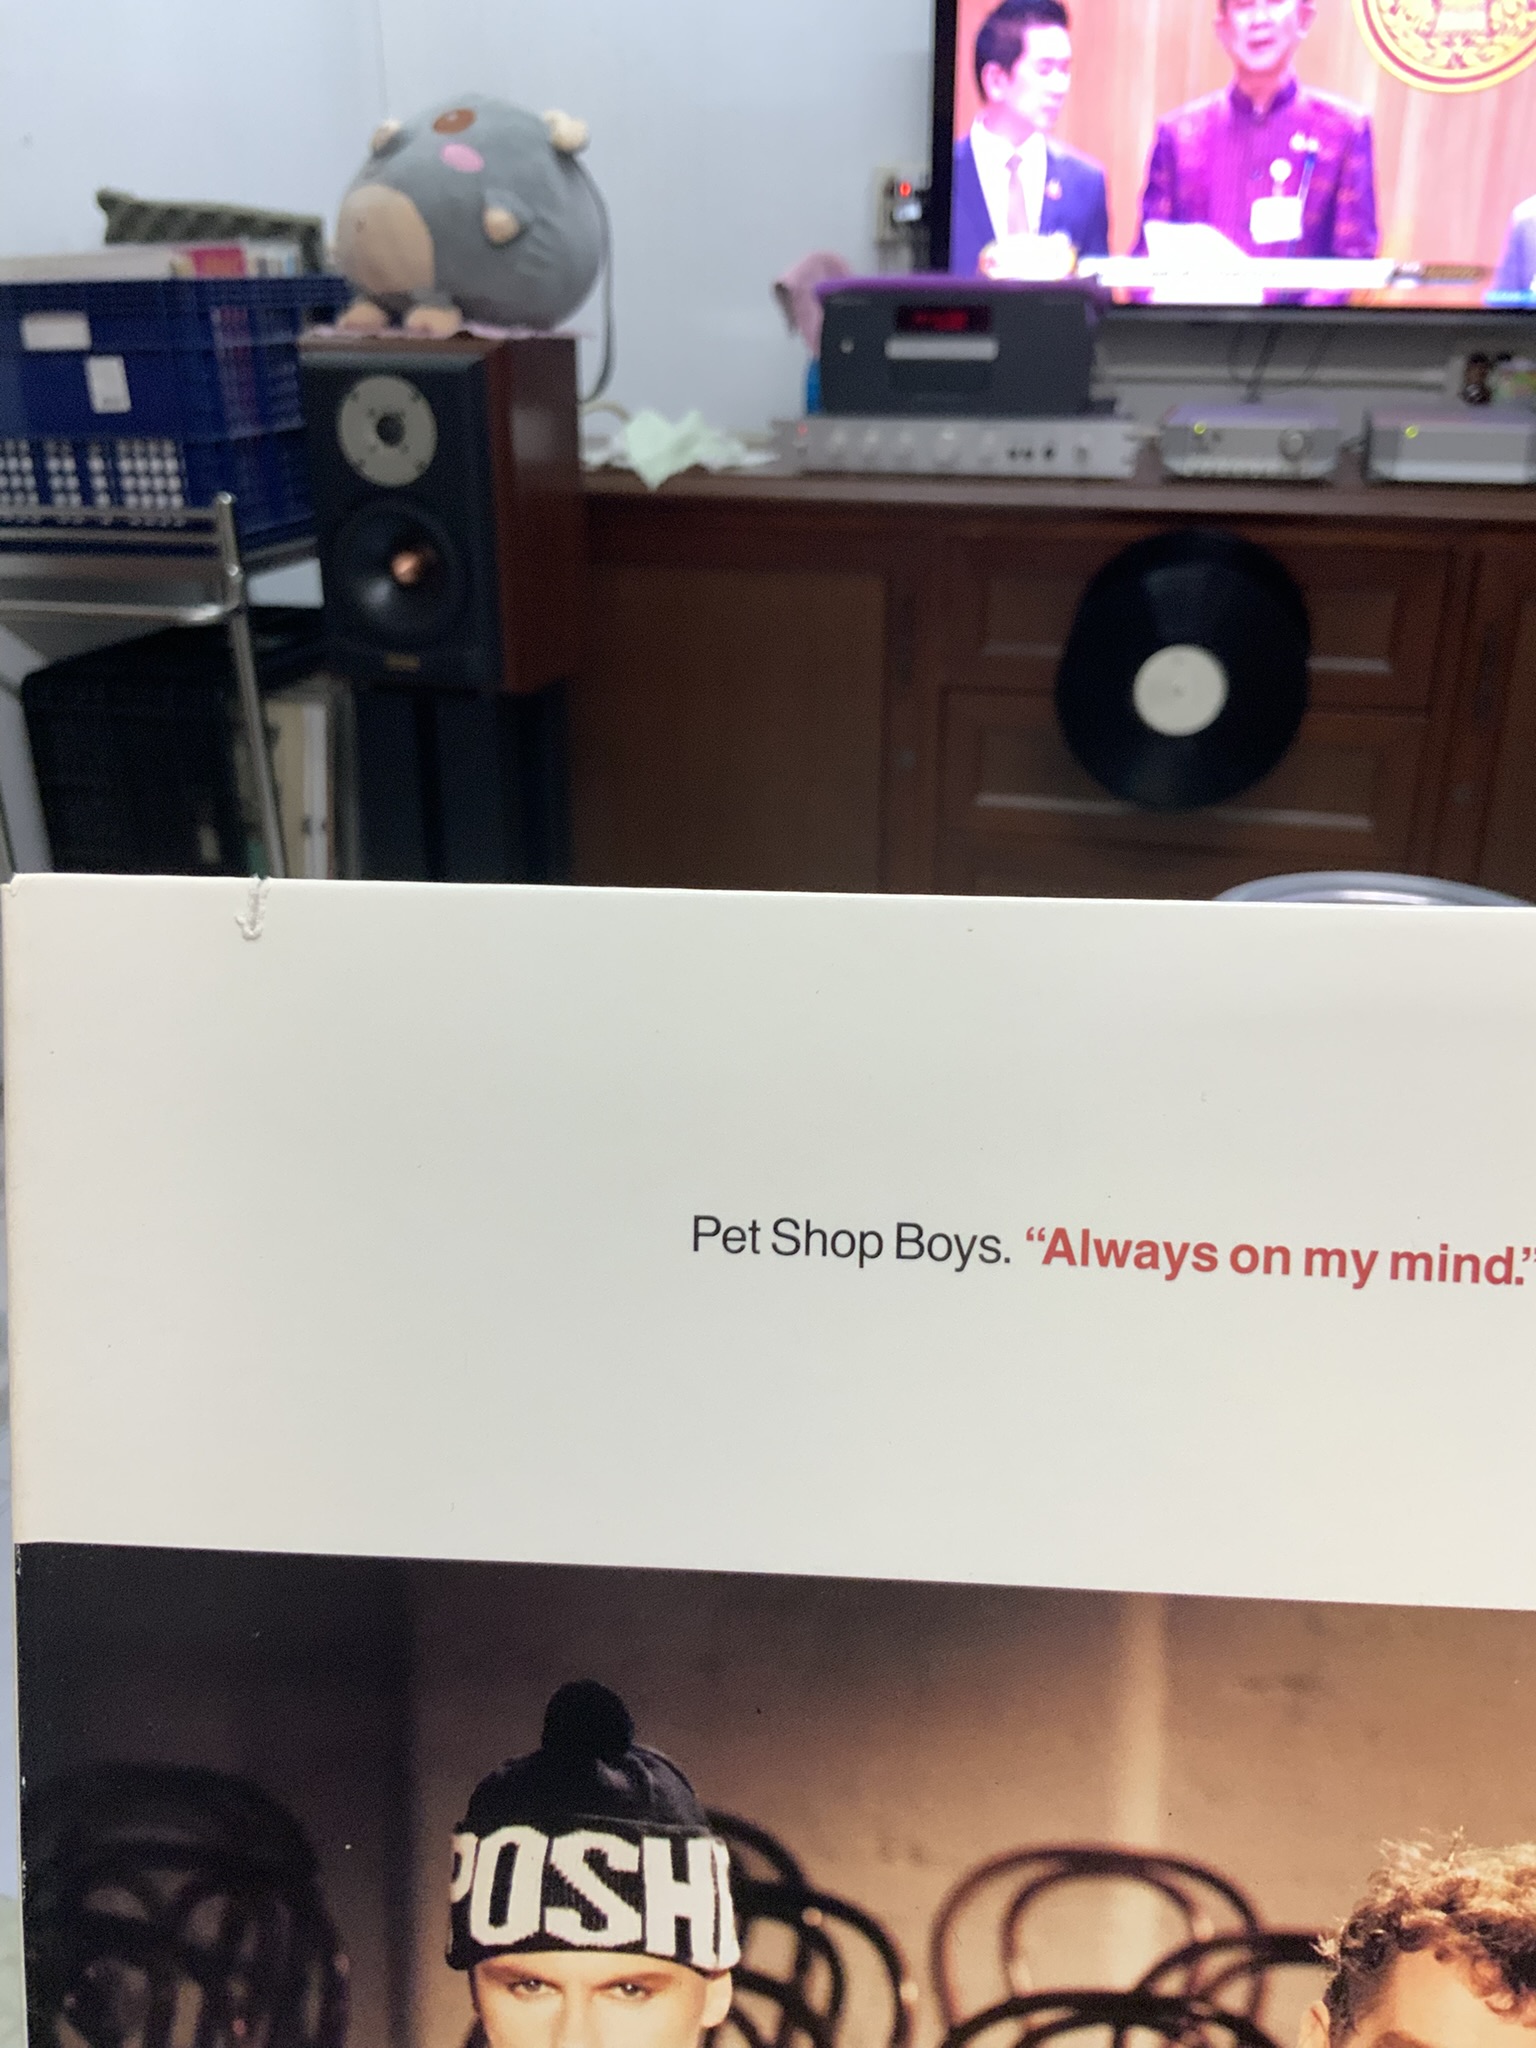 Pet Shop Boys. “Always on my mind.”
POSH